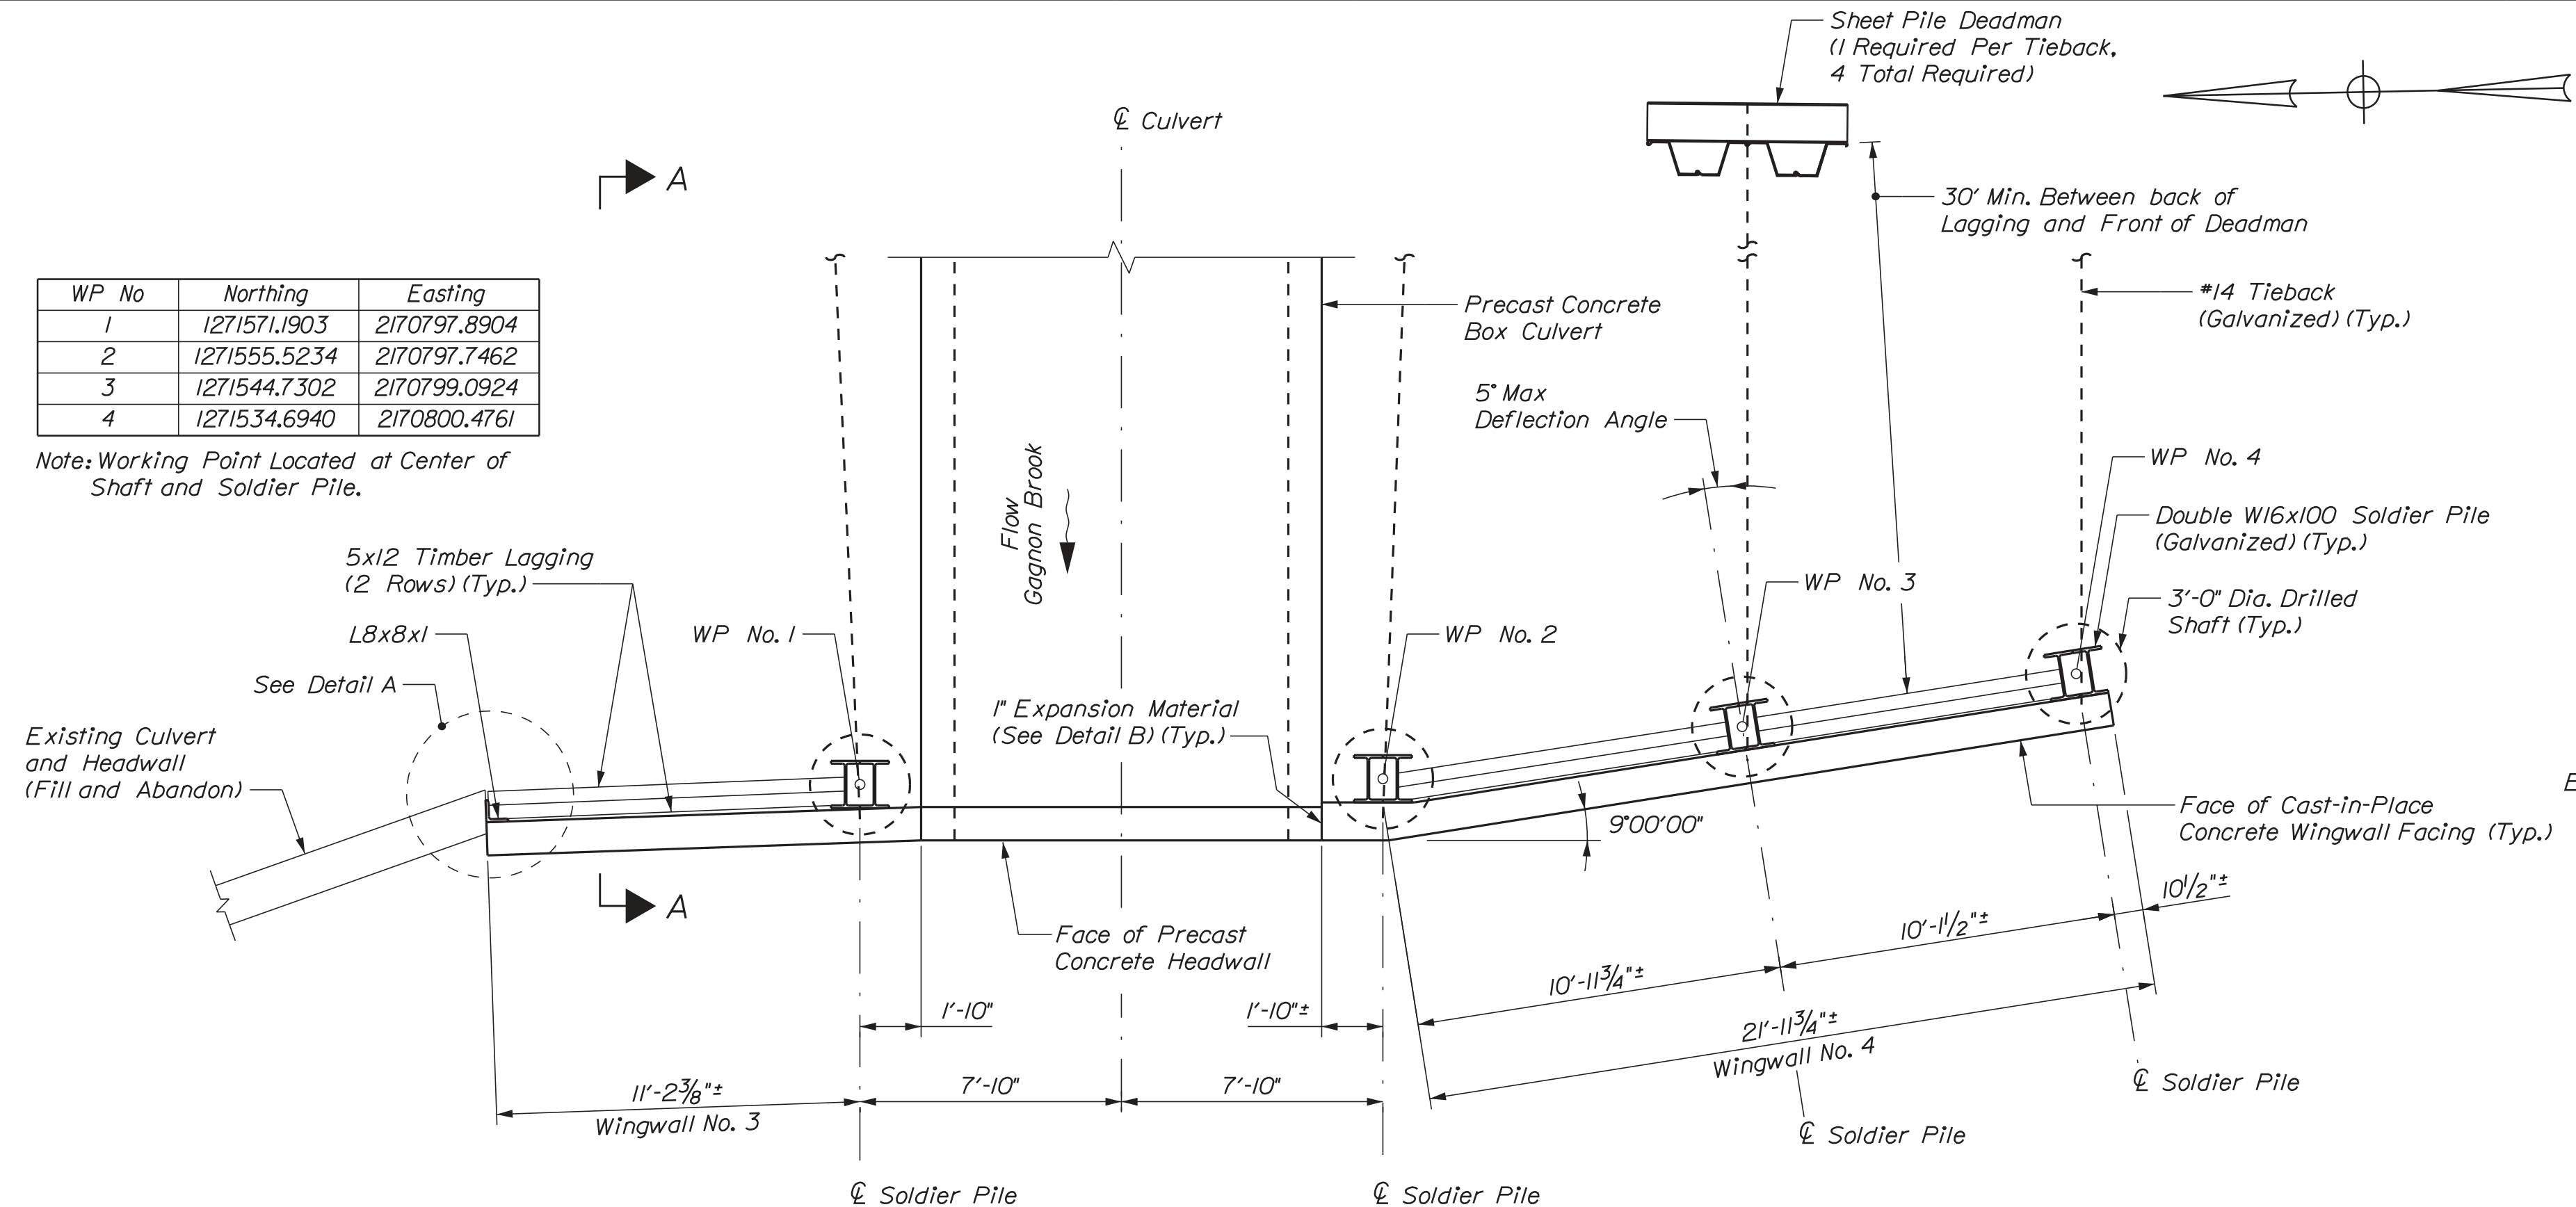 Sheet Pile Deadman
(1 Required Per Tieback,
4 Total Required)
℄ Culvert
A
30' Min. Between back of
Lagging and Front of Deadman
WP No Northing Easting
1 1271571.1903 2170797.8904
2 1271555.5234 2170797.7462
3 1271544.7302 2170799.0924
4 1271534.6940 2170800.4761
Note: Working Point Located at Center of
Shaft and Soldier Pile.
Precast Concrete
Box Culvert
#14 Tieback
(Galvanized) (Typ.)
5° Max
Deflection Angle
Flow
Gagnon Brook
WP No. 4
Double W16x100 Soldier Pile
(Galvanized) (Typ.)
5x12 Timber Lagging
(2 Rows) (Typ.)
WP No. 3
3'-0" Dia. Drilled
Shaft (Typ.)
L8x8x1
WP No. 1
WP No. 2
See Detail A
1" Expansion Material
(See Detail B) (Typ.)
Existing Culvert
and Headwall
(Fill and Abandon)
9°00'00"
Face of Cast-in-Place
Concrete Wingwall Facing (Typ.)
E
A
10 1/2"±
10'-1 1/2"±
Face of Precast
Concrete Headwall
10'-11 3/4"±
1'-10"
1'-10"±
21'-11 3/4"±
Wingwall No. 4
11'-2 3/8"±
Wingwall No. 3
7'-10"
7'-10"
℄ Soldier Pile
℄ Soldier Pile
℄ Soldier Pile
℄ Soldier Pile